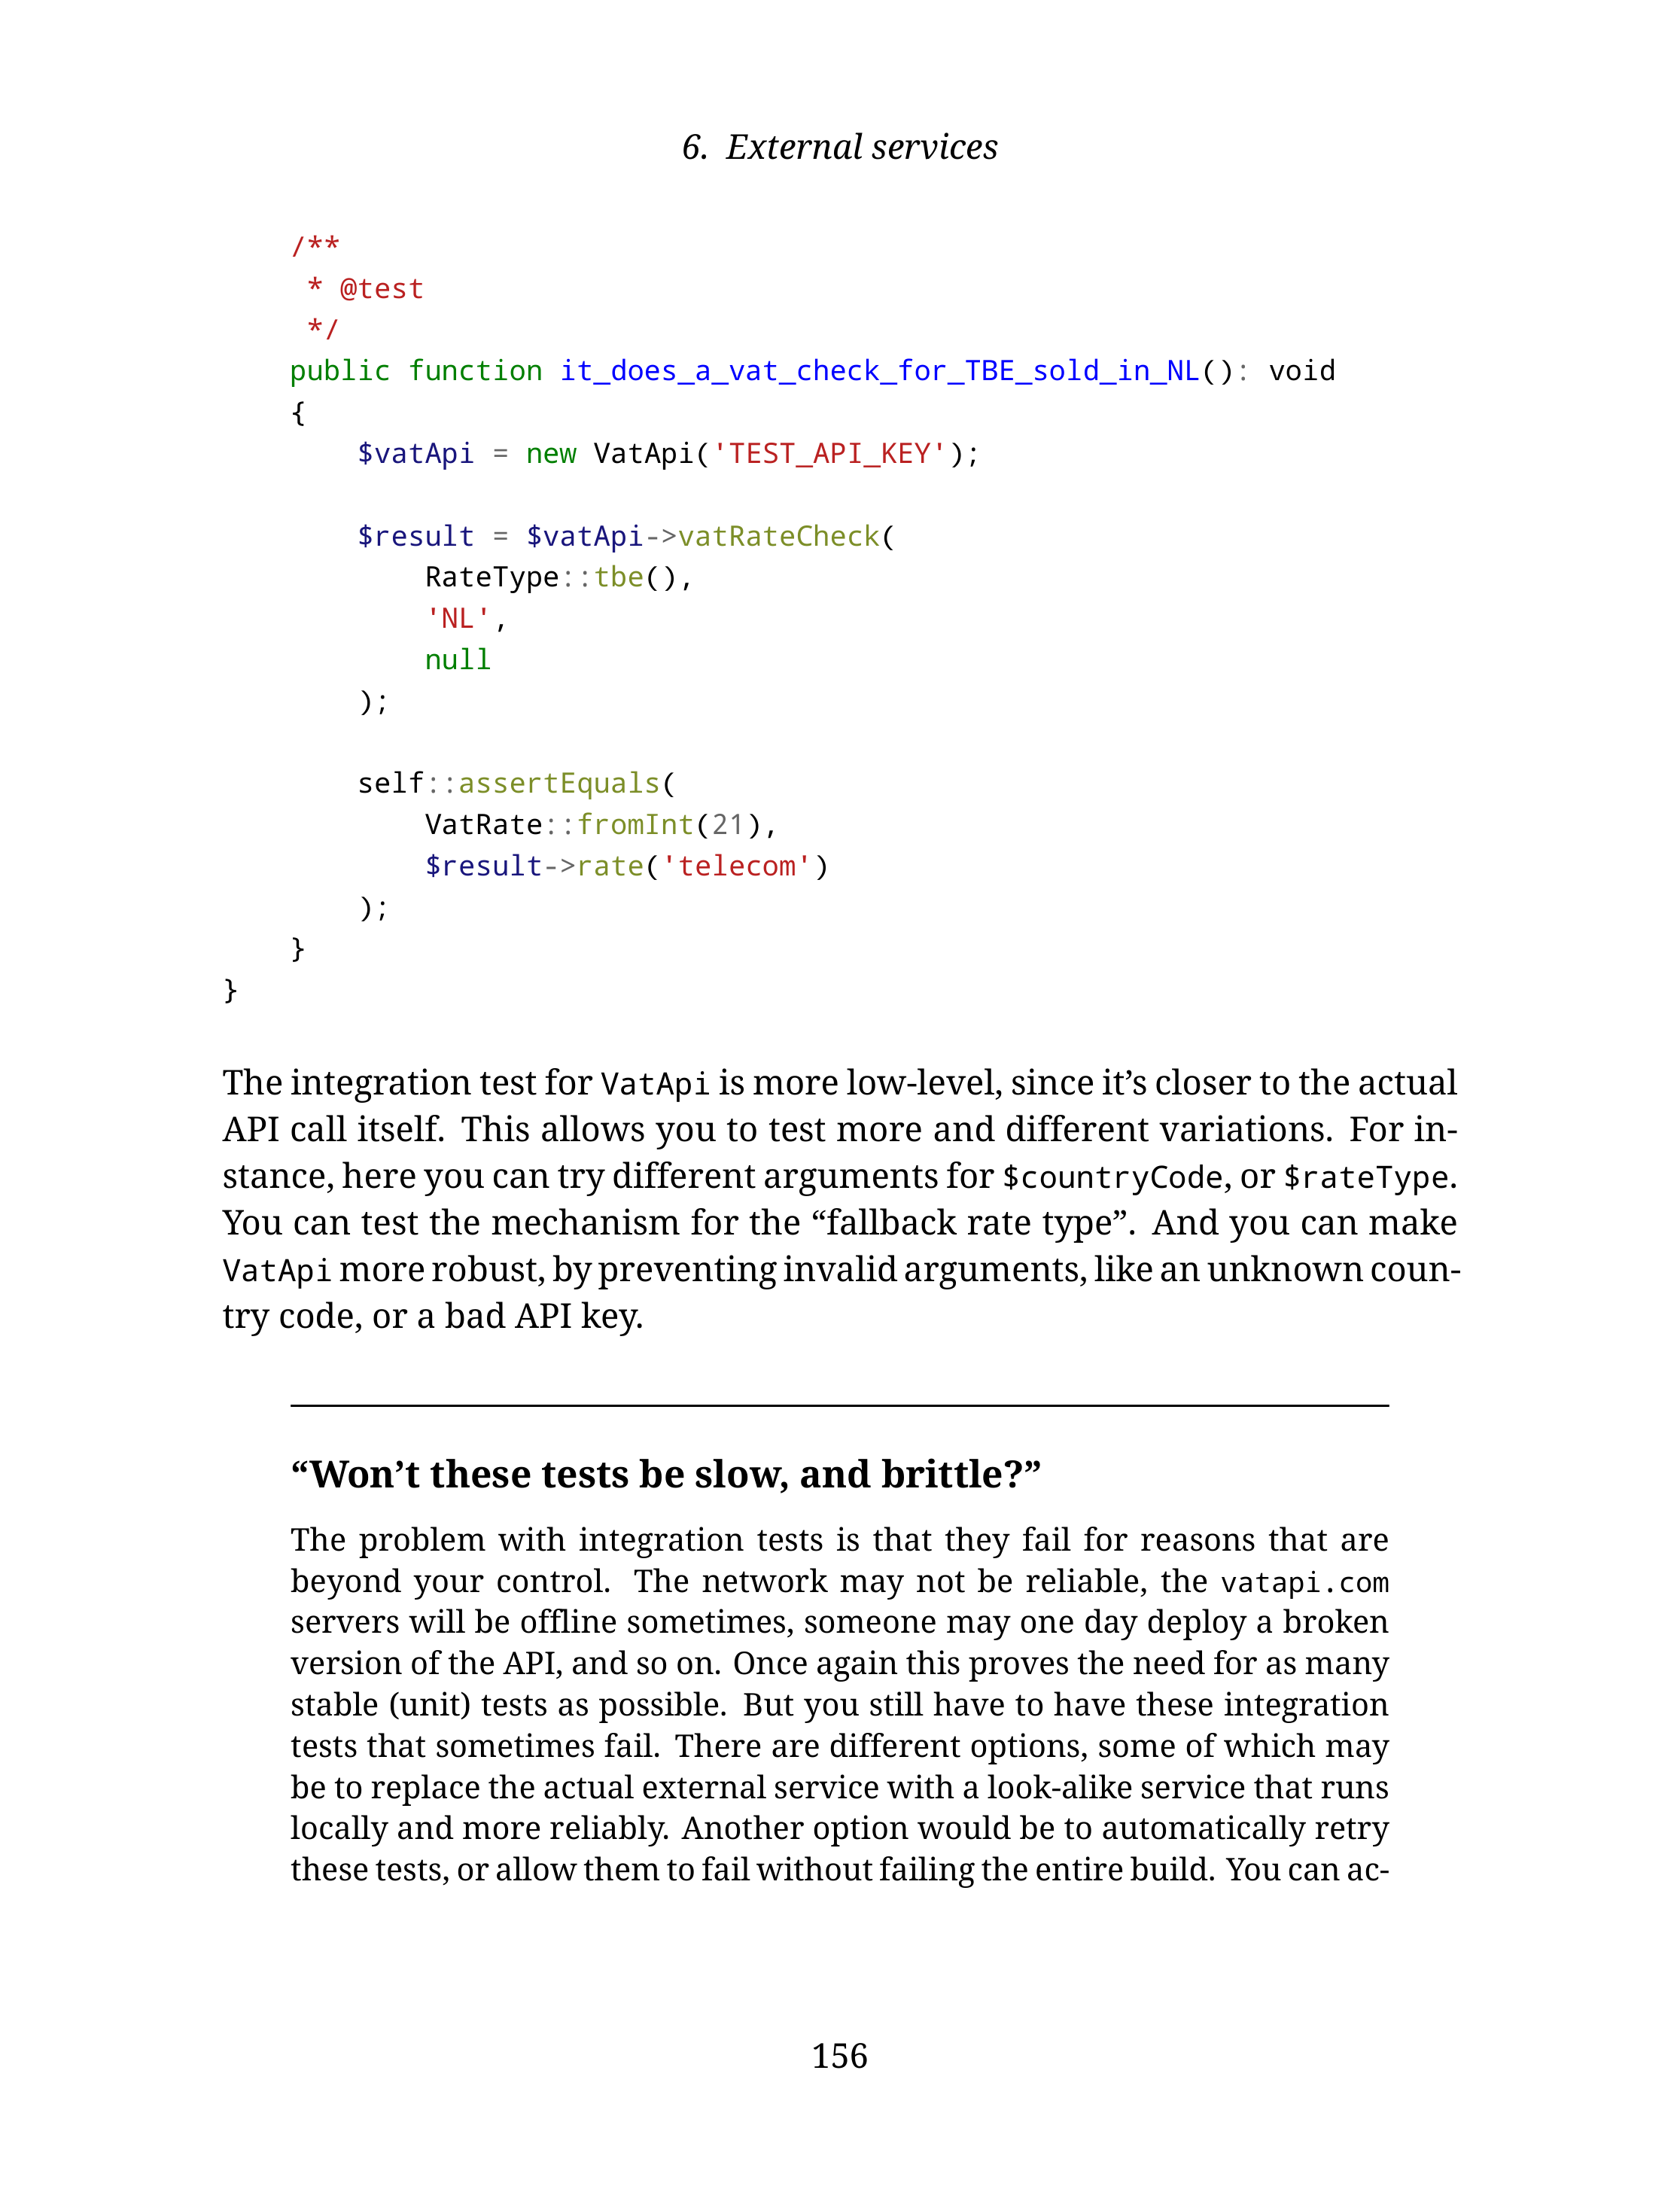 6. External services
/**
 * @test
 */
public function it_does_a_vat_check_for_TBE_sold_in_NL(): void
{
    $vatApi = new VatApi('TEST_API_KEY');

    $result = $vatApi->vatRateCheck(
        RateType::tbe(),
        'NL',
        null
    );

    self::assertEquals(
        VatRate::fromInt(21),
        $result->rate('telecom')
    );
}
}
The integration test for VatApi is more low-level, since it’s closer to the actual
API call itself. This allows you to test more and different variations. For in-
stance, here you can try different arguments for $countryCode, or $rateType.
You can test the mechanism for the “fallback rate type”. And you can make
VatApi more robust, by preventing invalid arguments, like an unknown coun-
try code, or a bad API key.
“Won’t these tests be slow, and brittle?”
The problem with integration tests is that they fail for reasons that are
beyond your control. The network may not be reliable, the vatapi.com
servers will be offline sometimes, someone may one day deploy a broken
version of the API, and so on. Once again this proves the need for as many
stable (unit) tests as possible. But you still have to have these integration
tests that sometimes fail. There are different options, some of which may
be to replace the actual external service with a look-alike service that runs
locally and more reliably. Another option would be to automatically retry
these tests, or allow them to fail without failing the entire build. You can ac-
156